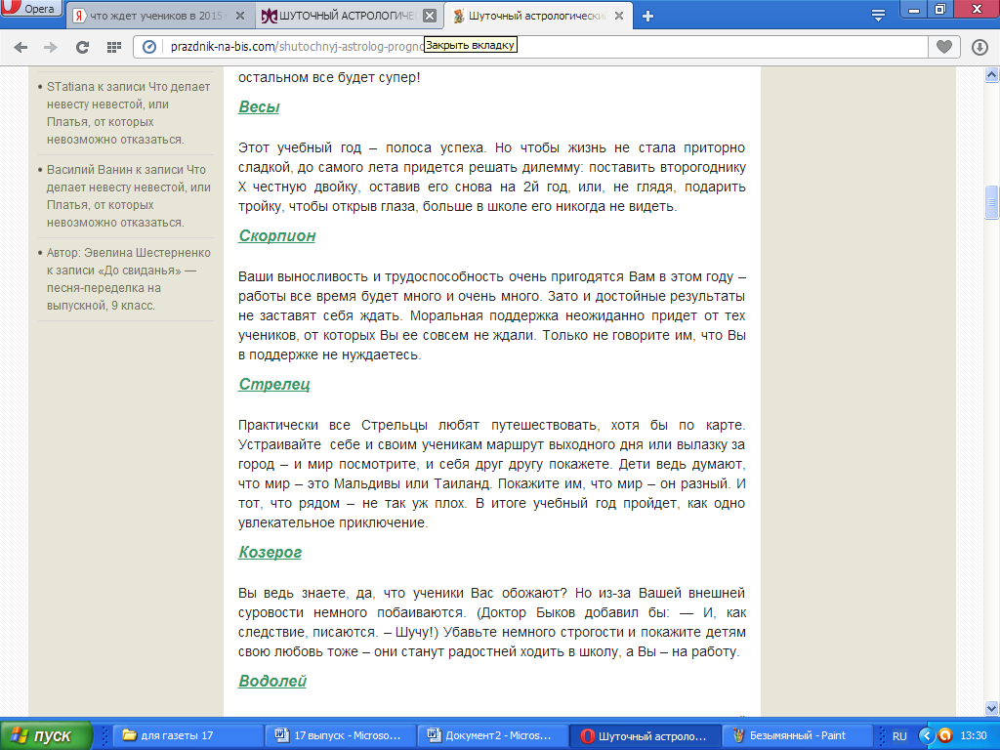 Opera
что ждет учеников в 2015
ШУТОЧНЫЙ АСТРОЛОГИЧЕ
Шуточный астрологический
prazdnik-na-bis.com/shutochnyj-astrolog-progno
Закрыть вкладку
STatiana к записи Что делает
невесту невестой, или
Платья, от которых
невозможно отказаться.
Василий Ванин к записи Что
делает невесту невестой, или
Платья, от которых
невозможно отказаться.
Автор: Эвелина Шестерненко
к записи «До свиданья» —
песня-переделка на
выпускной, 9 класс.
остальном все будет супер!
Весы
Этот учебный год – полоса успеха. Но чтобы жизнь не стала приторно
сладкой, до самого лета придется решать дилемму: поставить второгоднику
Х честную двойку, оставив его снова на 2й год, или, не глядя, подарить
тройку, чтобы открыв глаза, больше в школе его никогда не видеть.
Скорпион
Ваши выносливость и трудоспособность очень пригодятся Вам в этом году –
работы все время будет много и очень много. Зато и достойные результаты
не заставят себя ждать. Моральная поддержка неожиданно придет от тех
учеников, от которых Вы ее совсем не ждали. Только не говорите им, что Вы
в поддержке не нуждаетесь.
Стрелец
Практически все Стрельцы любят путешествовать, хотя бы по карте.
Устраивайте себе и своим ученикам маршрут выходного дня или вылазку за
город – и мир посмотрите, и себя друг другу покажете. Дети ведь думают,
что мир – это Мальдивы или Таиланд. Покажите им, что мир – он разный. И
тот, что рядом – не так уж плох. В итоге учебный год пройдет, как одно
увлекательное приключение.
Козерог
Вы ведь знаете, да, что ученики Вас обожают? Но из-за Вашей внешней
суровости немного побаиваются. (Доктор Быков добавил бы: — И, как
следствие, писаются. – Шучу!) Убавьте немного строгости и покажите детям
свою любовь тоже – они станут радостней ходить в школу, а Вы – на работу.
Водолей
пуск
для газеты 17
17 выпуск - Microso...
Документ2 - Micros...
Шуточный астроло...
Безымянный - Paint
RU
13:30